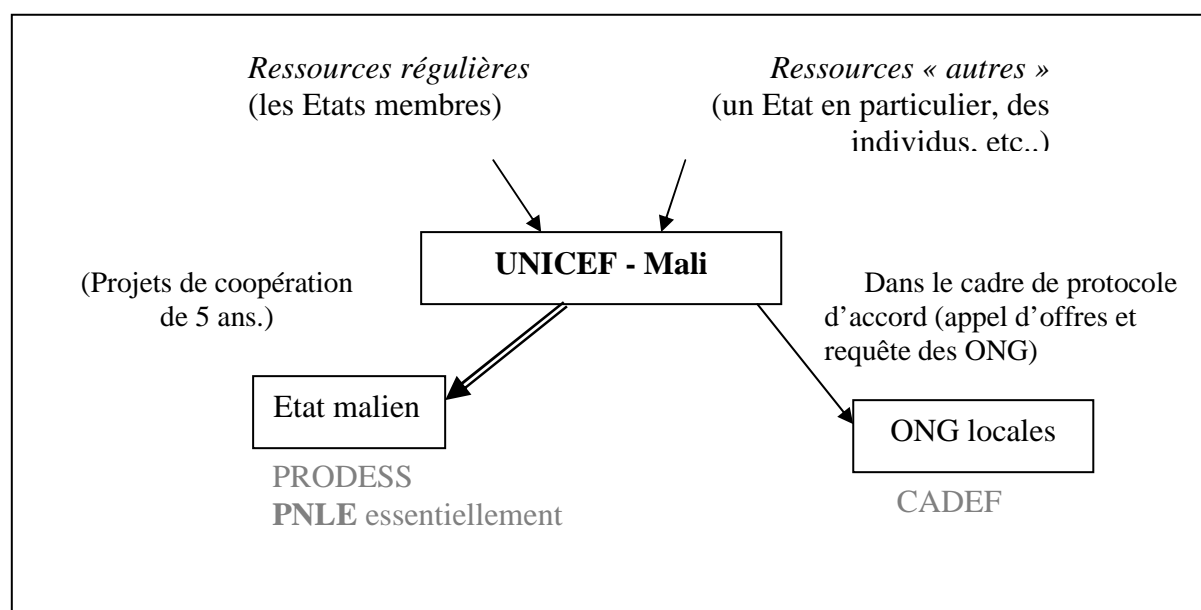 Ressources régulières
(les Etats membres)
Ressources « autres »
(un Etat en particulier, des
individus, etc..)
UNICEF - Mali
(Projets de coopération
de 5 ans.)
Dans le cadre de protocole
d’accord (appel d’offres et
requête des ONG)
Etat malien
PRODESS
PNLE essentiellement
ONG locales
CADEF